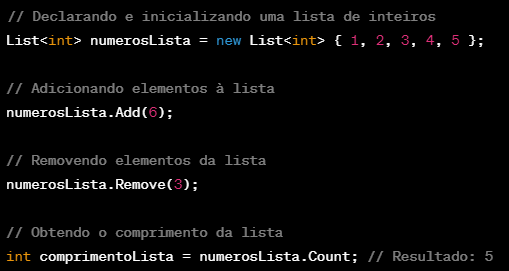 // Declarando e inicializando uma lista de inteiros
List<int> numerosLista = new List<int> { 1, 2, 3, 4, 5 };
// Adicionando elementos à lista
numerosLista.Add(6);
// Removendo elementos da lista
numerosLista.Remove(3);
// Obtendo o comprimento da lista
int comprimentoLista = numerosLista.Count; // Resultado: 5